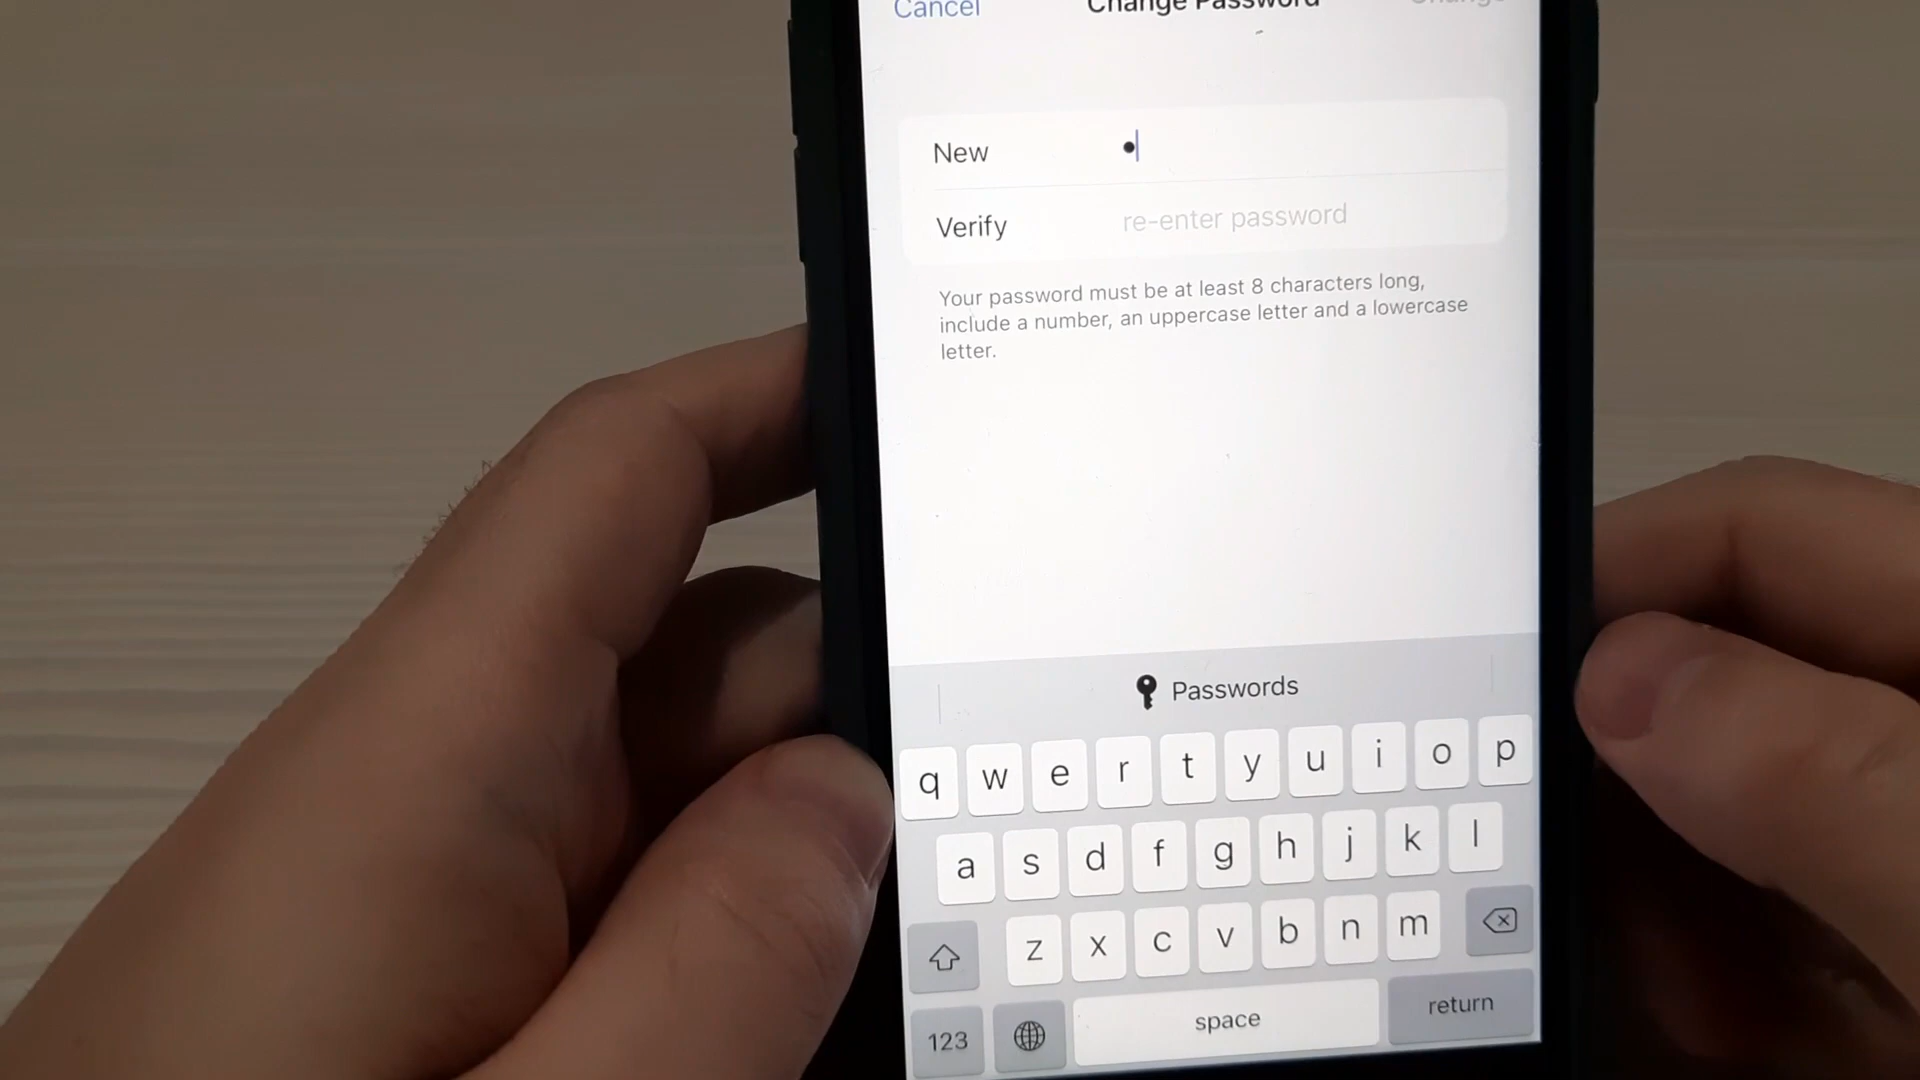 Cancel Change Password Change
New
Verify re-enter password
Your password must be at least 8 characters long,
include a number, an uppercase letter and a lowercase
letter.
Passwords
q w e r t y u i o p
a s d f g h j k l
z x c v b n m
123 space return